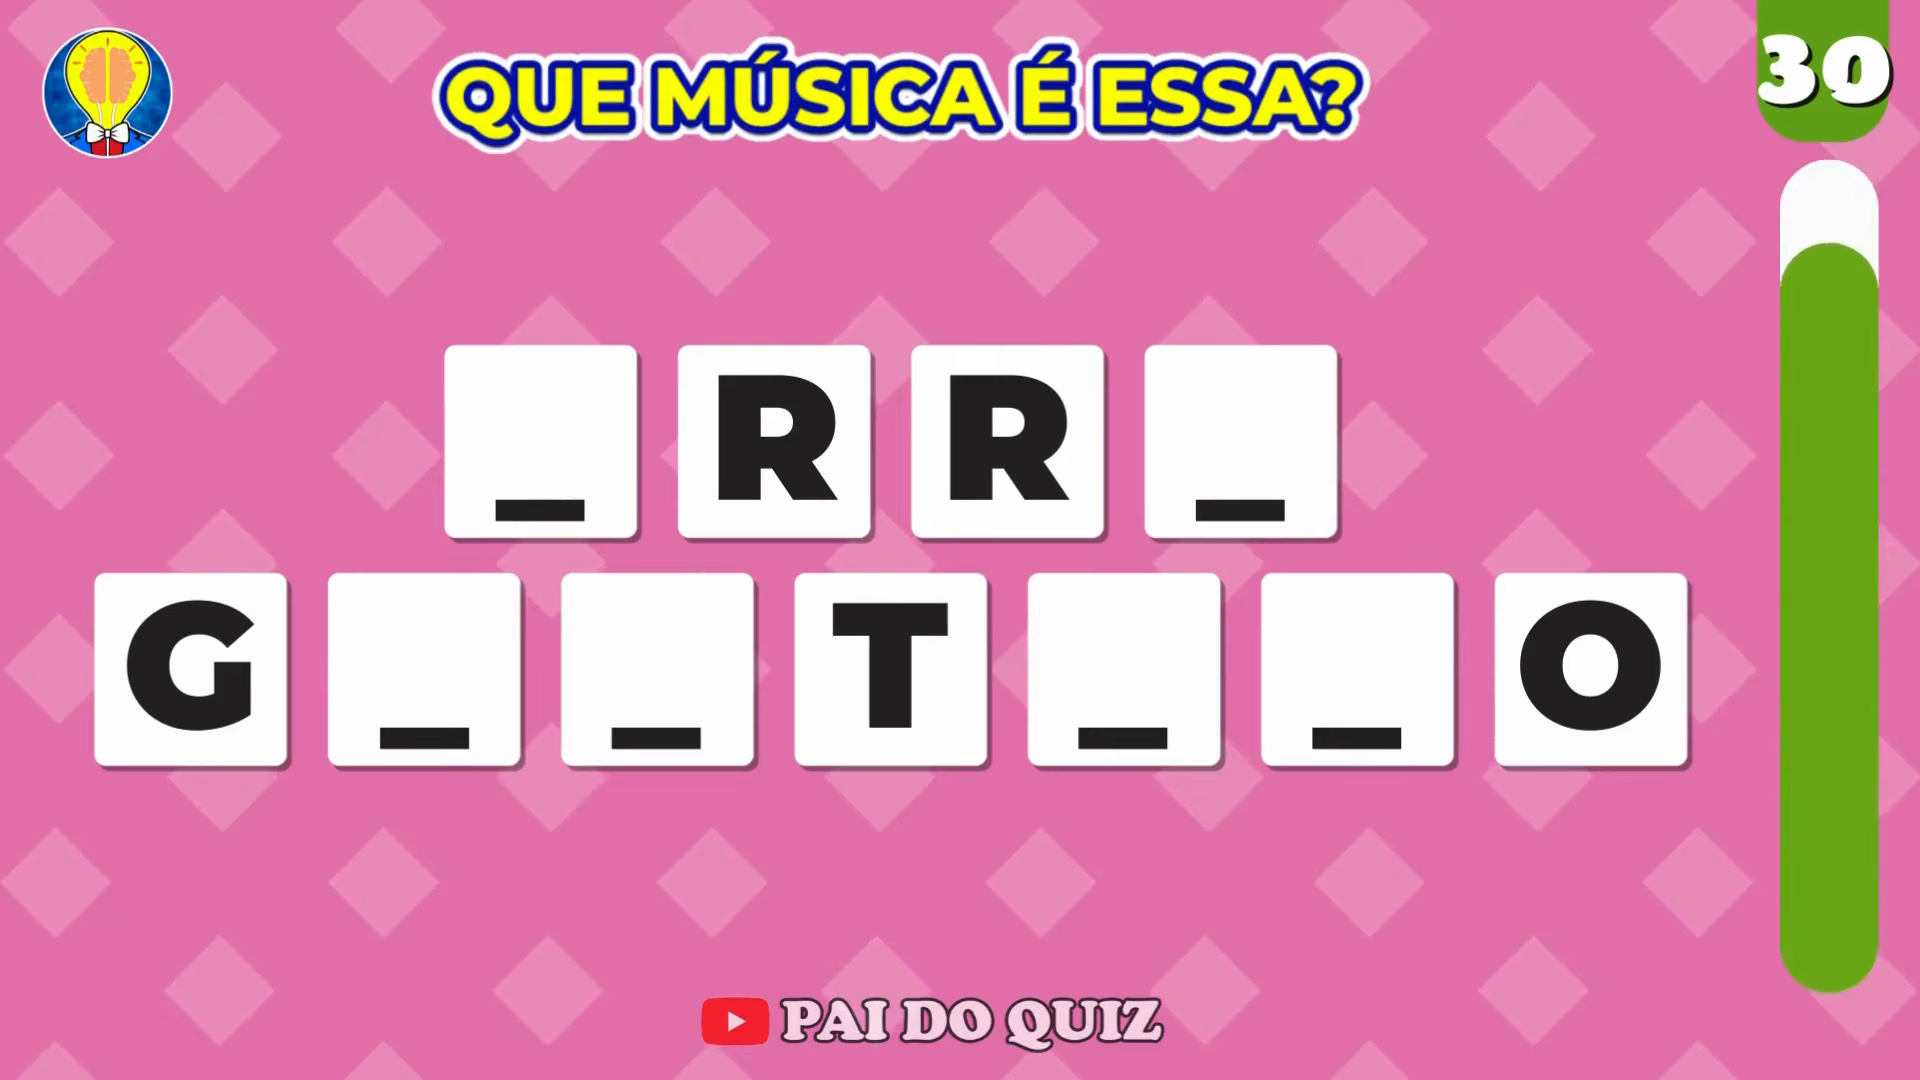 QUE MÚSICA É ESSA?
30
_ R R _
G _ _ T _ _ O
PAI DO QUIZ